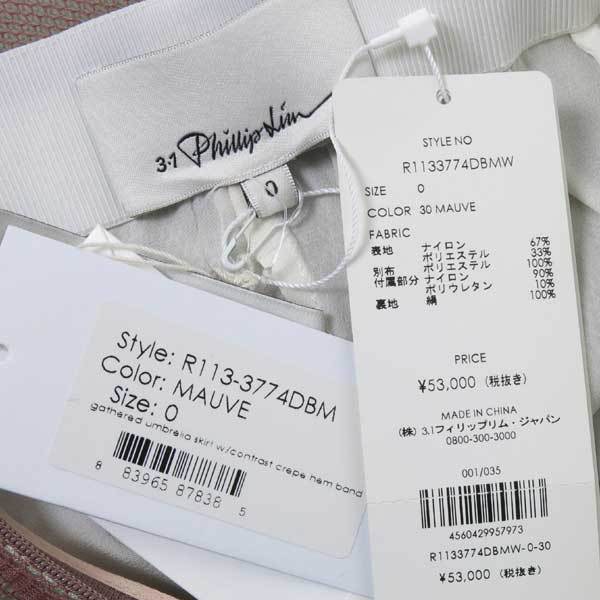 3.1 Phillip Lim
0
STYLE NO
R1133774DBMW
SIZE 0
COLOR 30 MAUVE
FABRIC
表地 ナイロン 67%
ポリエステル 33%
別布 ポリエステル 100%
付属部分 ナイロン 90%
ポリウレタン 10%
裏地 絹 100%
PRICE
¥53,000 (税抜き)
MADE IN CHINA
(株) 3.1フィリップリム・ジャパン
0800-300-3000
001/035
4560429957973
R1133774DBMW-0-30
¥53,000 (税抜き)
Style: R113-3774DBM
Color: MAUVE
Size: 0
gathered umbrella skirt w/contrast crepe hem band
8 83965 87838 5